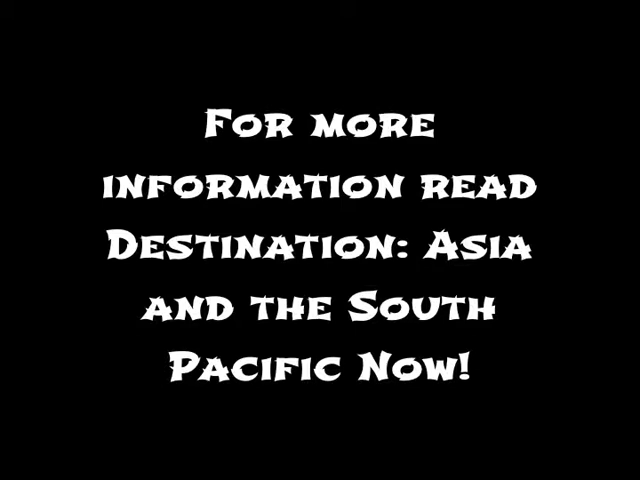 For more
information read
Destination: Asia
and the South
Pacific Now!